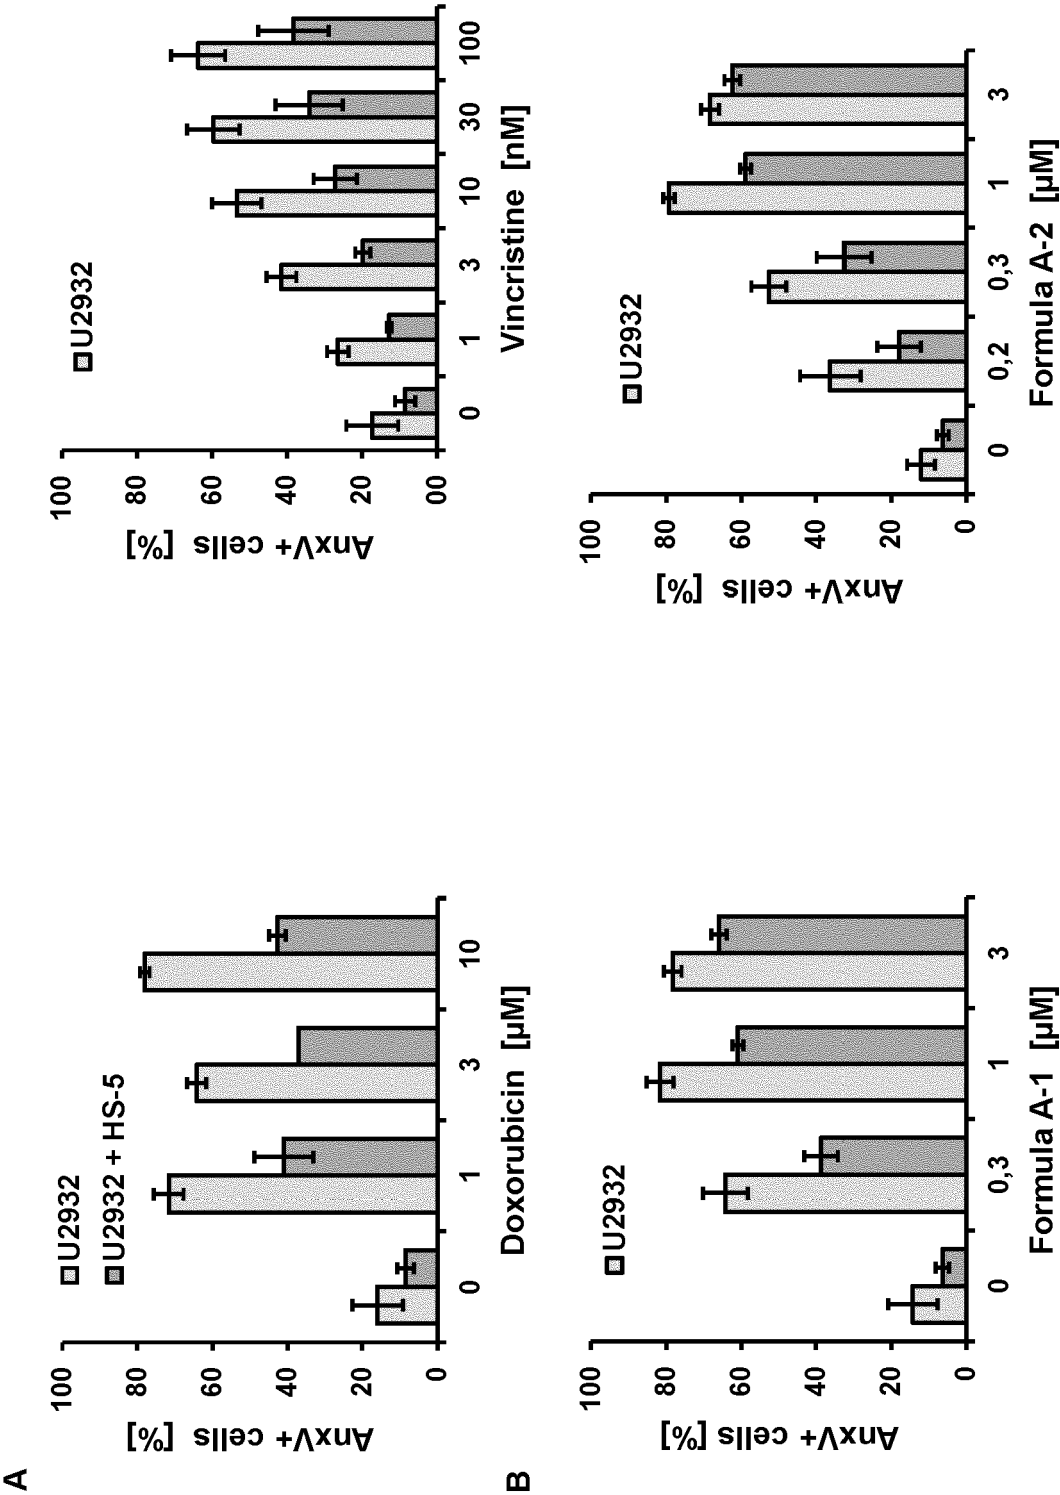 A
AnxV+ cells [%]
100
80
60
40
20
0
U2932
U2932 + HS-5
0
1
3
10
Doxorubicin [µM]
AnxV+ cells [%]
100
80
60
40
20
00
U2932
0
1
3
10
30
100
Vincristine [nM]
B
AnxV+ cells [%]
100
80
60
40
20
0
U2932
0
0,3
1
3
Formula A-1 [µM]
AnxV+ cells [%]
100
80
60
40
20
0
U2932
0
0,2
0,3
1
3
Formula A-2 [µM]